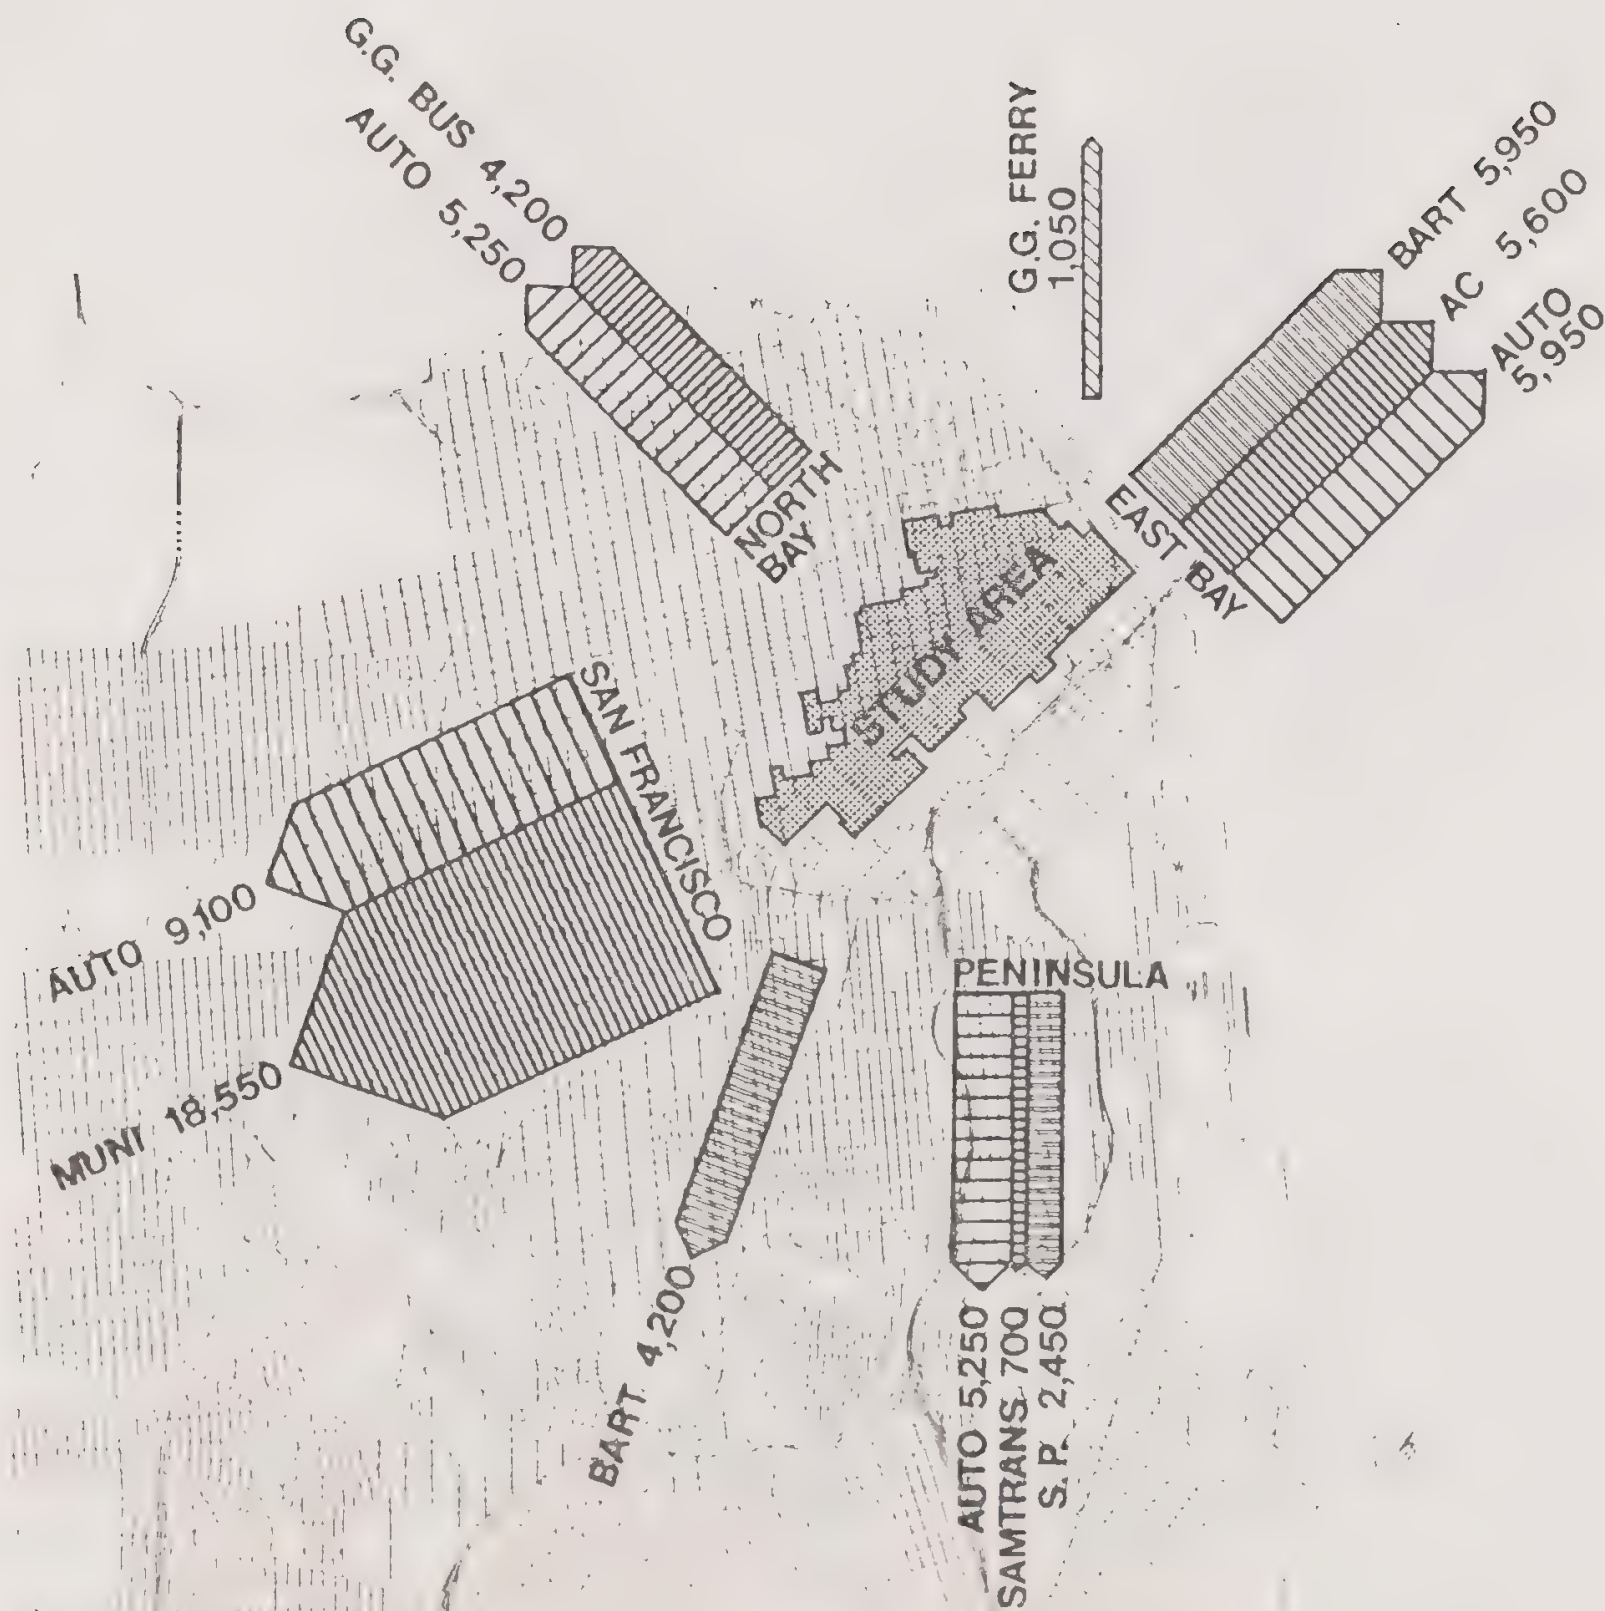 G.G. BUS 4,200
AUTO 5,250
NORTH
BAY
G.G. FERRY
1,050
BART 5,950
AC 5,600
AUTO
5,950
EAST BAY
STUDY AREA
SAN FRANCISCO
AUTO 9,100
MUNI 18,550
BART 4,200
PENINSULA
AUTO 5,250
SAMTRANS 700
S.P. 2,450